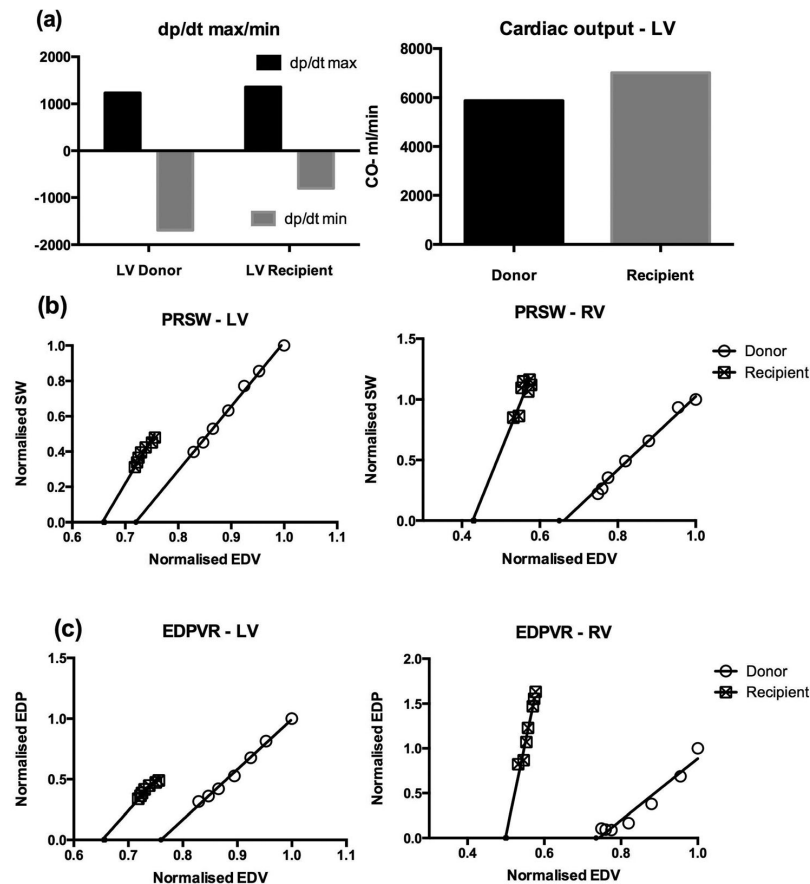 (a)
dp/dt max/min
2000
1000
0
-1000
-2000
dp/dt max
dp/dt min
LV Donor LV Recipient
Cardiac output - LV
CO- ml/min
8000
6000
4000
2000
0
Donor Recipient
(b)
PRSW - LV
Normalised SW
1.0
0.8
0.6
0.4
0.2
0.0
0.6 0.7 0.8 0.9 1.0 1.1
Normalised EDV
PRSW - RV
Normalised SW
1.5
1.0
0.5
0.0
0.4 0.6 0.8 1.0
Normalised EDV
Donor
Recipient
(c)
EDPVR - LV
Normalised EDP
1.5
1.0
0.5
0.0
0.6 0.7 0.8 0.9 1.0 1.1
Normalised EDV
EDPVR - RV
Normalised EDP
2.0
1.5
1.0
0.5
0.0
0.4 0.6 0.8 1.0
Normalised EDV
Donor
Recipient